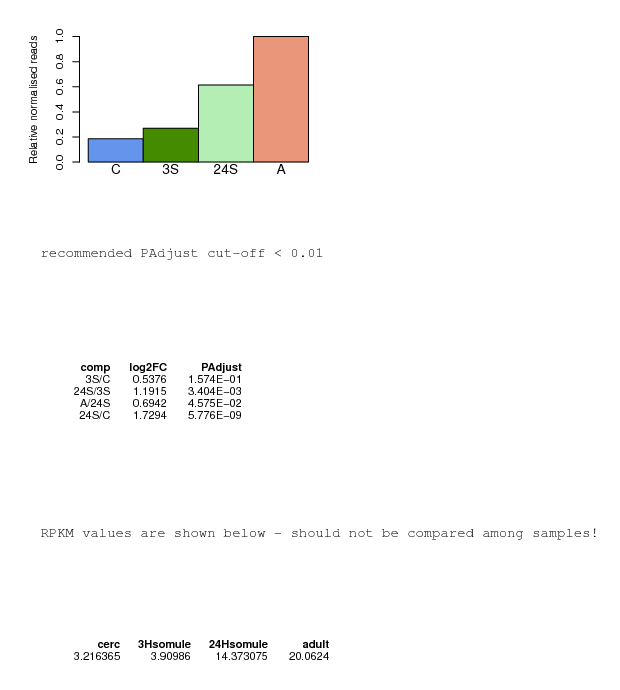 Relative normalised reads
1.0
0.8
0.6
0.4
0.2
0.0
C 3S 24S A
recommended PAdjust cut-off < 0.01
comp log2FC PAdjust
3S/C 0.5376 1.574E-01
24S/3S 1.1915 3.404E-03
A/24S 0.6942 4.575E-02
24S/C 1.7294 5.776E-09
RPKM values are shown below - should not be compared among samples!
cerc 3Hsomule 24Hsomule adult
3.216365 3.90986 14.373075 20.0624